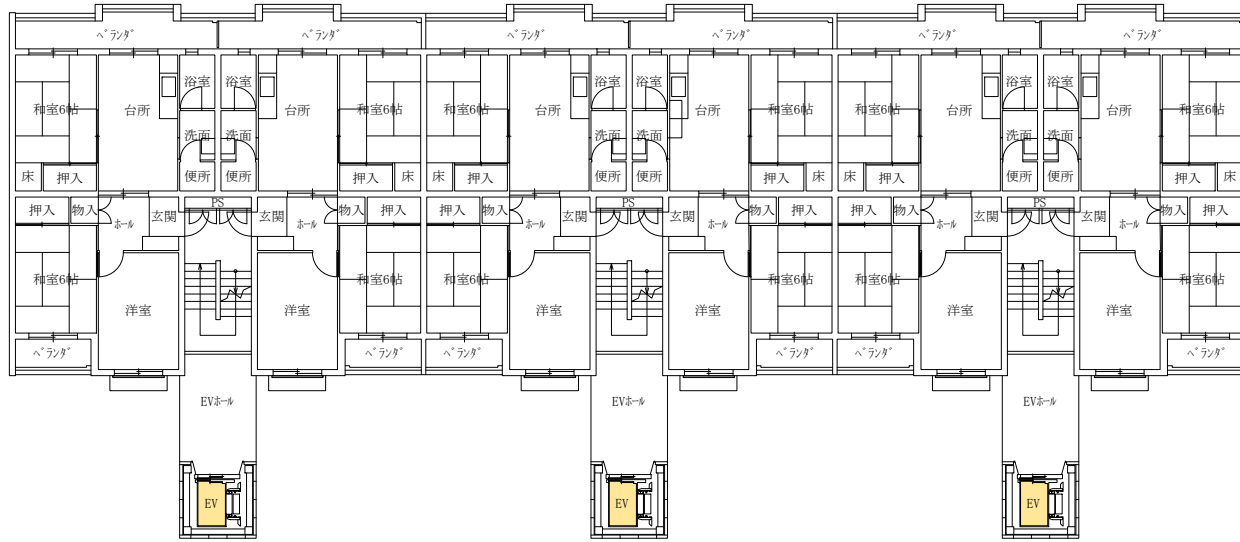 ﾍﾞﾗﾝﾀﾞ ﾍﾞﾗﾝﾀﾞ ﾍﾞﾗﾝﾀﾞ ﾍﾞﾗﾝﾀﾞ ﾍﾞﾗﾝﾀﾞ ﾍﾞﾗﾝﾀﾞ
浴室 浴室 浴室 浴室 浴室 浴室
和室6帖 台所 台所 和室6帖 和室6帖 台所 台所 和室6帖 和室6帖 台所 台所 和室6帖
洗面 洗面 洗面 洗面 洗面 洗面
床 押入 便所 便所 押入 床 床 押入 便所 便所 押入 床 床 押入 便所 便所 押入 床
PS PS PS
押入 物入 玄関 玄関 物入 押入 押入 物入 玄関 玄関 物入 押入 押入 物入 玄関 玄関 物入 押入
ﾎｰﾙ ﾎｰﾙ ﾎｰﾙ ﾎｰﾙ ﾎｰﾙ ﾎｰﾙ
和室6帖 和室6帖 和室6帖 和室6帖 和室6帖 和室6帖
洋室 洋室 洋室 洋室 洋室 洋室
ﾍﾞﾗﾝﾀﾞ ﾍﾞﾗﾝﾀﾞ ﾍﾞﾗﾝﾀﾞ ﾍﾞﾗﾝﾀﾞ ﾍﾞﾗﾝﾀﾞ ﾍﾞﾗﾝﾀﾞ
EVﾎｰﾙ EVﾎｰﾙ EVﾎｰﾙ
EV EV EV